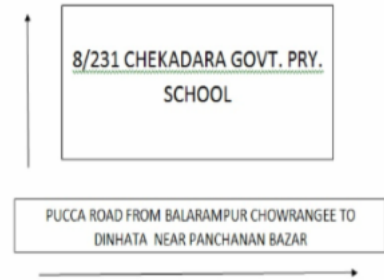 8/231 CHEKADARA GOVT. PRY.
SCHOOL
PUCCA ROAD FROM BALARAMPUR CHOWRANGEE TO
DINHATA NEAR PANCHANAN BAZAR